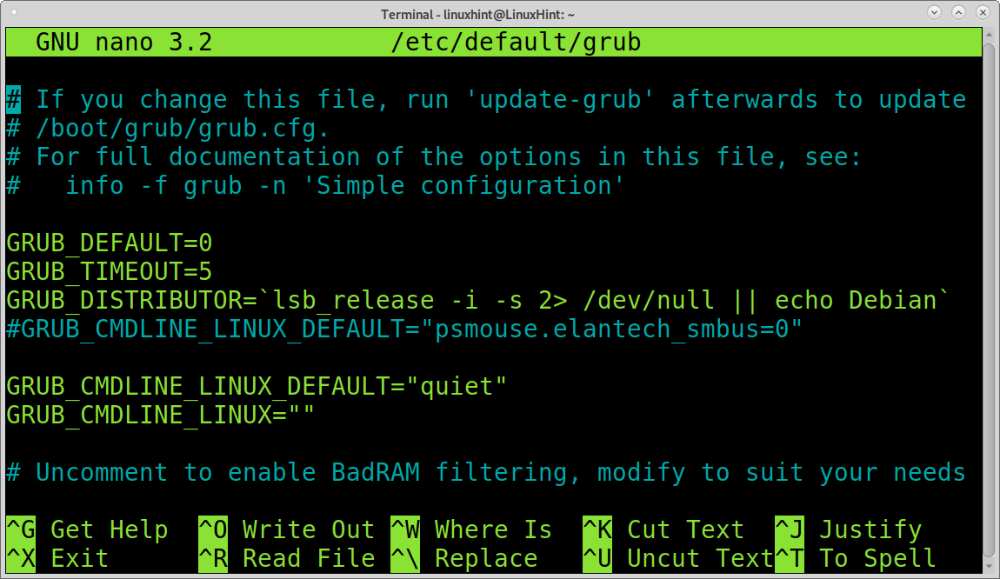 Terminal - linuxhint@LinuxHint: ~
GNU nano 3.2 /etc/default/grub
# If you change this file, run 'update-grub' afterwards to update
# /boot/grub/grub.cfg.
# For full documentation of the options in this file, see:
#   info -f grub -n 'Simple configuration'
GRUB_DEFAULT=0
GRUB_TIMEOUT=5
GRUB_DISTRIBUTOR=`lsb_release -i -s 2> /dev/null || echo Debian`
#GRUB_CMDLINE_LINUX_DEFAULT="psmouse.elantech_smbus=0"
GRUB_CMDLINE_LINUX_DEFAULT="quiet"
GRUB_CMDLINE_LINUX=""
# Uncomment to enable BadRAM filtering, modify to suit your needs
^G Get Help ^O Write Out ^W Where Is ^K Cut Text ^J Justify
^X Exit ^R Read File ^\ Replace ^U Uncut Text ^T To Spell